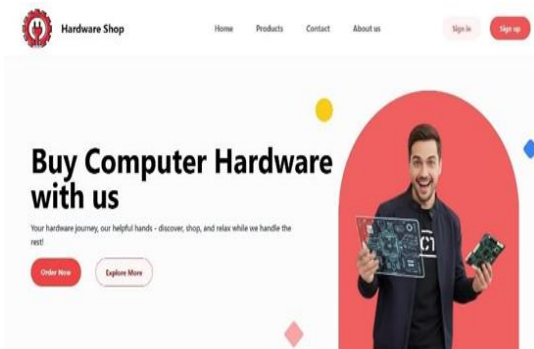 Hardware Shop
Home Products Contact About us
Sign in Sign up
Buy Computer Hardware
with us
Your hardware journey, our helpful hands - discover, shop, and relax while we handle the
rest!
Order Now Explore More